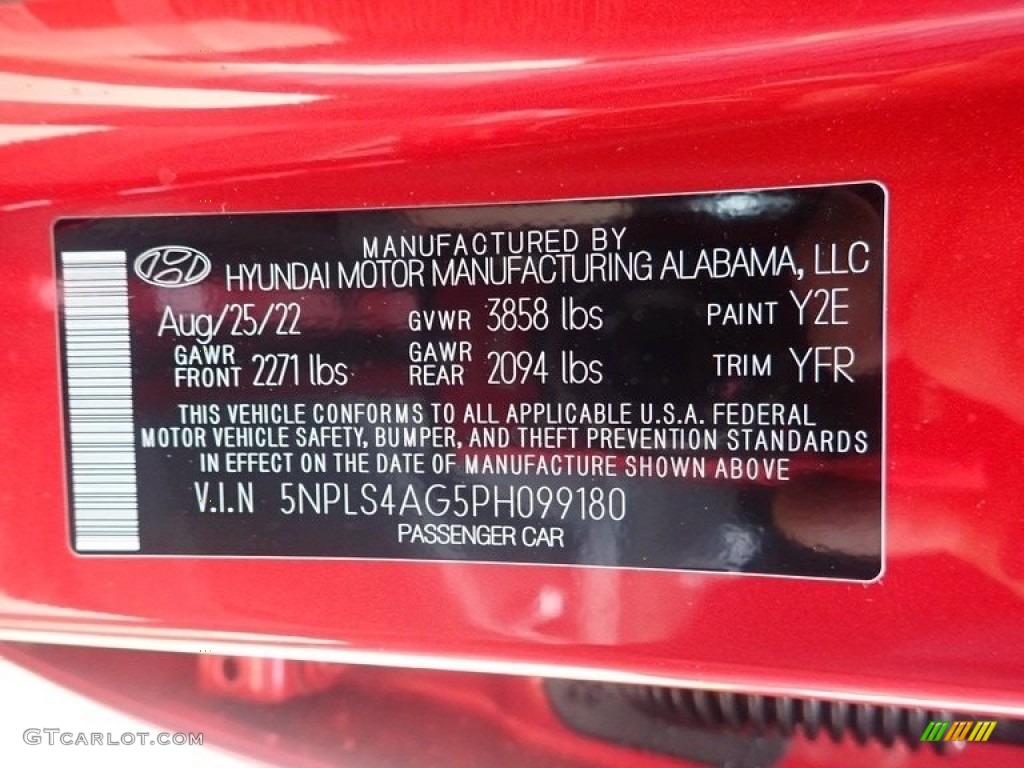 MANUFACTURED BY
HYUNDAI MOTOR MANUFACTURING ALABAMA, LLC
Aug/25/22 GVWR 3858 lbs PAINT Y2E
GAWR FRONT 2271 lbs GAWR REAR 2094 lbs TRIM YFR
THIS VEHICLE CONFORMS TO ALL APPLICABLE U.S.A. FEDERAL
MOTOR VEHICLE SAFETY, BUMPER, AND THEFT PREVENTION STANDARDS
IN EFFECT ON THE DATE OF MANUFACTURE SHOWN ABOVE
V.I.N 5NPLS4AG5PH099180
PASSENGER CAR
GTCARLOT.COM